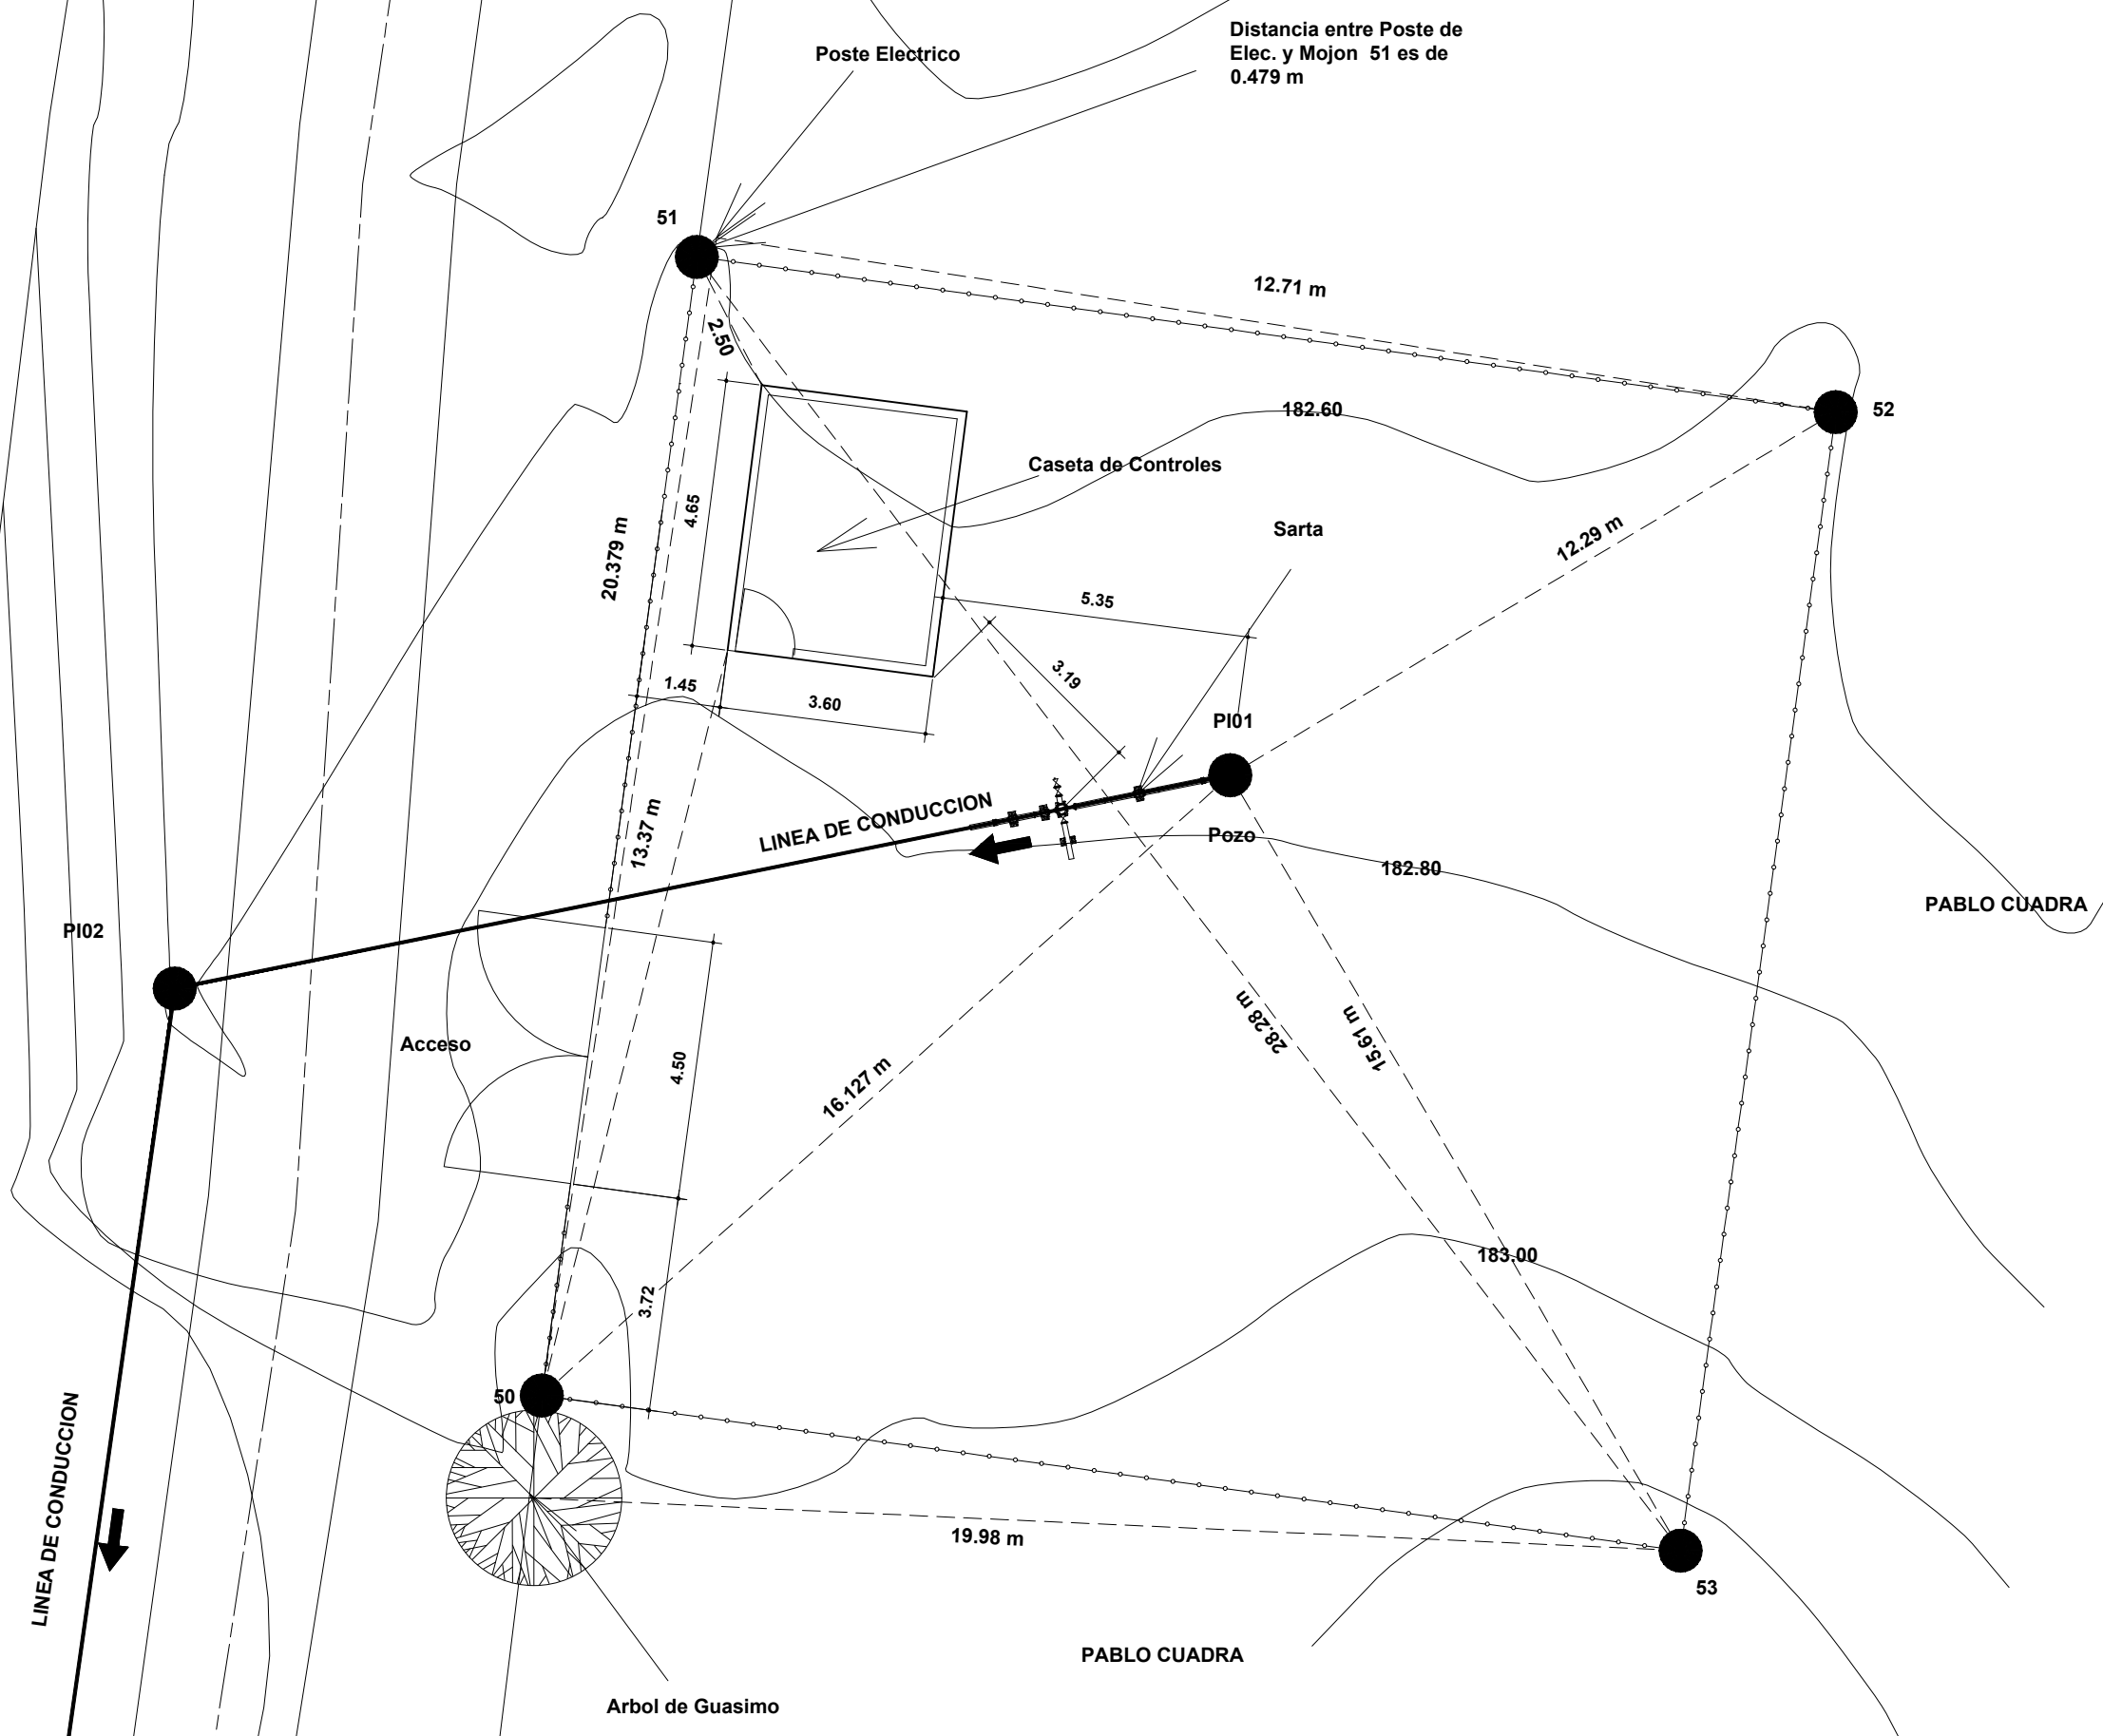 Distancia entre Poste de
Elec. y Mojon 51 es de
0.479 m
Poste Electrico
51
12.71 m
2.50
182.60
52
Caseta de Controles
4.65
Sarta
12.29 m
20.379 m
5.35
3.19
1.45
3.60
PI01
LINEA DE CONDUCCION
13.37 m
Pozo
182.80
PABLO CUADRA
PI02
28.28 m
15.61 m
Acceso
4.50
16.127 m
183.00
3.72
50
LINEA DE CONDUCCION
19.98 m
53
PABLO CUADRA
Arbol de Guasimo